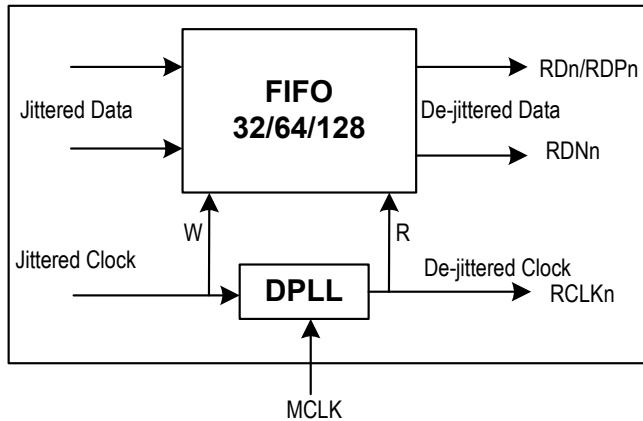 RDn/RDPn
FIFO
32/64/128
Jittered Data
De-jittered Data
RDNn
W
R
Jittered Clock
De-jittered Clock
DPLL
RCLKn
MCLK